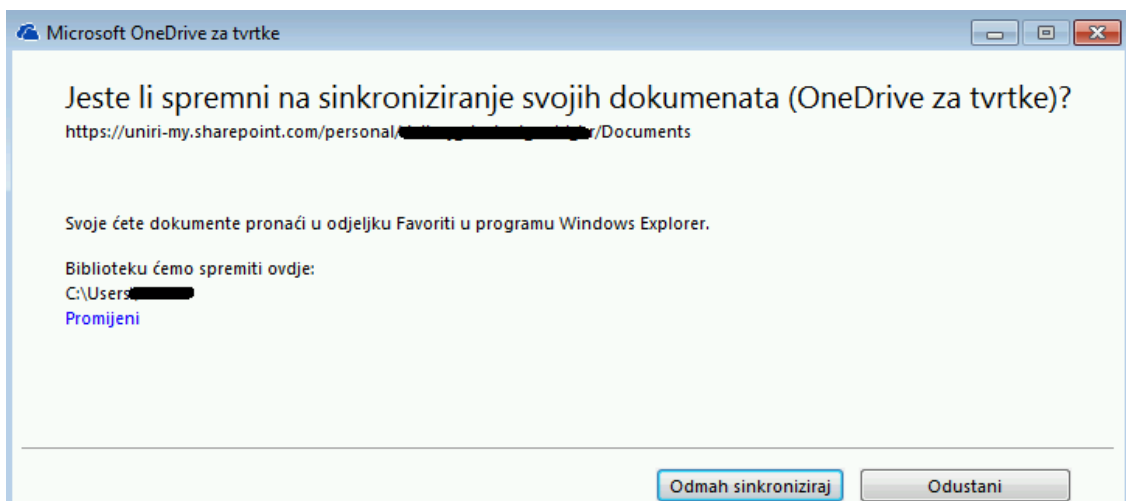 Microsoft OneDrive za tvrtke
Jeste li spremni na sinkroniziranje svojih dokumenata (OneDrive za tvrtke)?
https://uniri-my.sharepoint.com/personal/ r/Documents
Svoje ćete dokumente pronaći u odjeljku Favoriti u programu Windows Explorer.
Biblioteku ćemo spremiti ovdje:
C:\Users
Promijeni
Odmah sinkroniziraj
Odustani